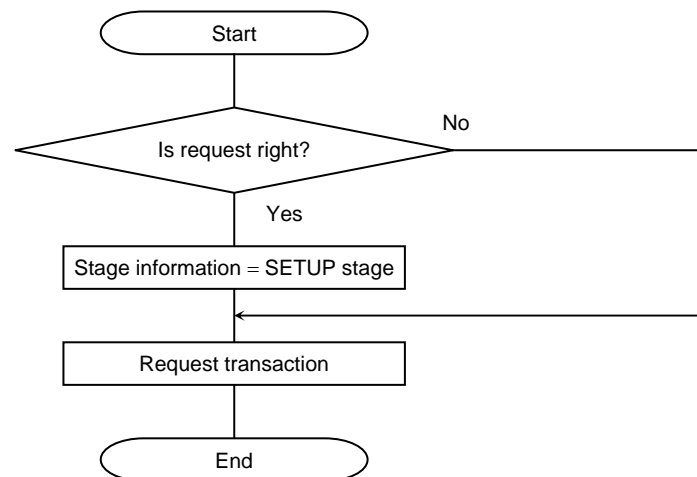 Start
Is request right?
No
Yes
Stage information = SETUP stage
Request transaction
End